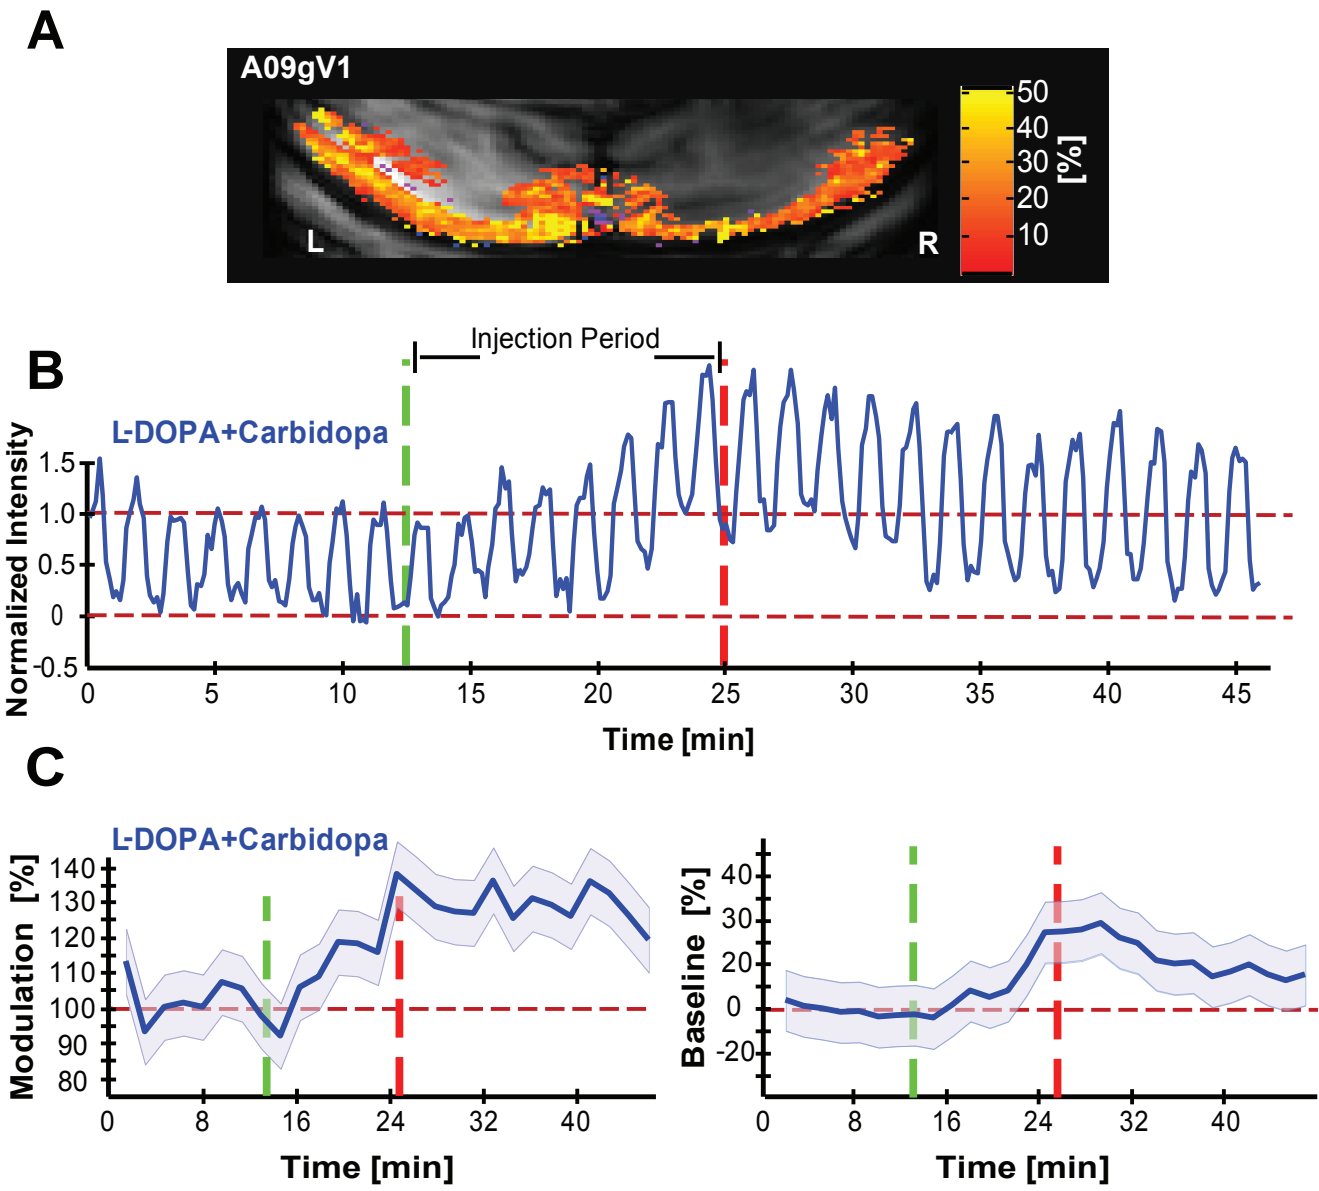 A
A09gV1
50
40
30
20
10
[%]
L
R
B
Injection Period
L-DOPA+Carbidopa
Normalized Intensity
1.5
1.0
0.5
0
-0.5
0 5 10 15 20 25 30 35 40 45
Time [min]
C
L-DOPA+Carbidopa
Modulation [%]
140
130
120
110
100
90
80
0 8 16 24 32 40
Time [min]
Baseline [%]
40
30
20
0
-20
0 8 16 24 32 40
Time [min]